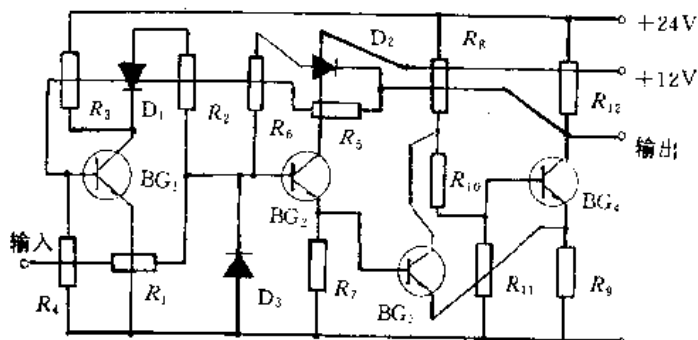 +24V
D₂
R₈
+12V
R₃
D₁
R₂
R₆
R₅
R₁₂
输出
BG₁
BG₂
R₁₀
BG₄
输入
R₄
R₁
D₃
R₇
BG₃
R₁₁
R₉